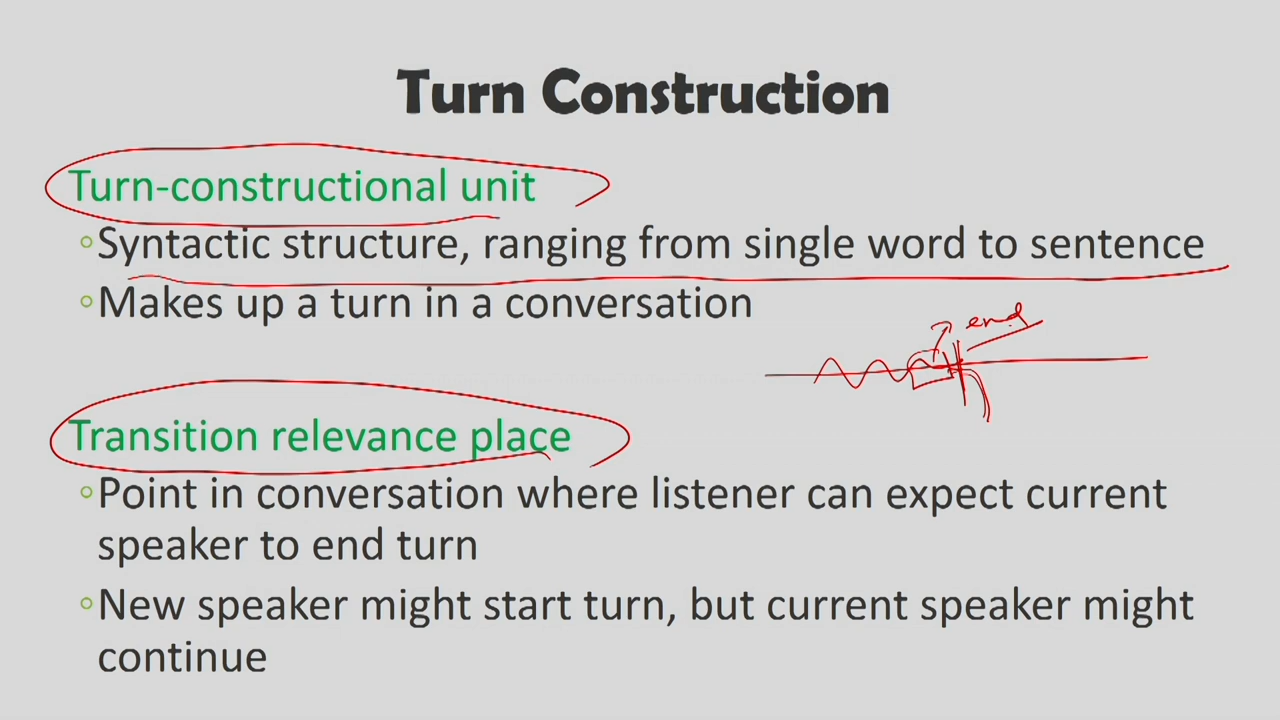 Turn Construction
Turn-constructional unit
◦Syntactic structure, ranging from single word to sentence
◦Makes up a turn in a conversation
end
Transition relevance place
◦Point in conversation where listener can expect current
speaker to end turn
◦New speaker might start turn, but current speaker might
continue